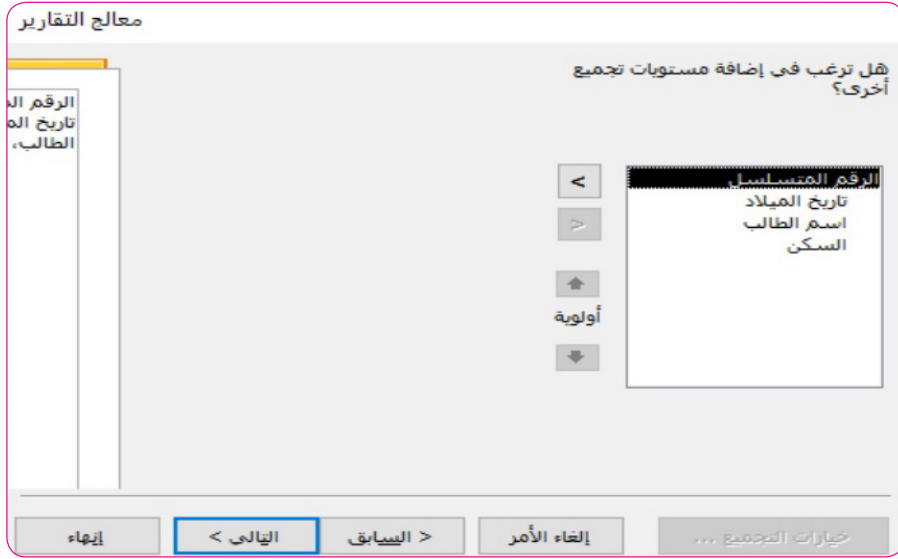 معالج التقارير
هل ترغب في إضافة مستويات تجميع
أخرى؟
الرقم المتسلسل
تاريخ الميلاد
اسم الطالب
السكن
>
<
أولوية
الرقم
تاريخ
الطالب،
خيارات التجميع ...
إلغاء الأمر
< السابق
التالي >
إنهاء